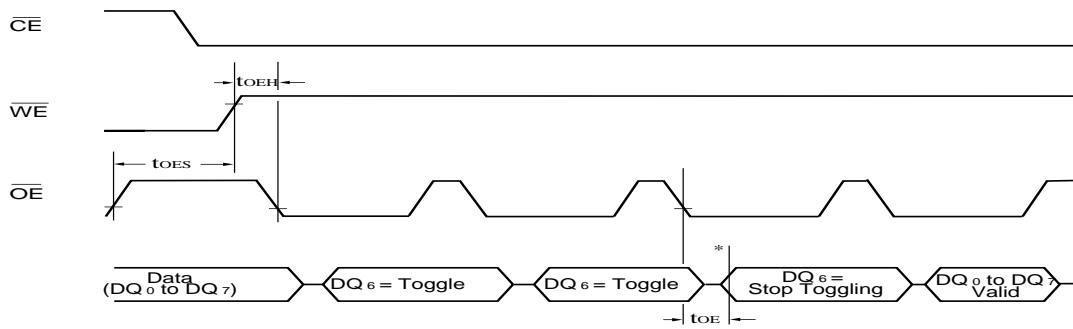 CE
tOEH
WE
tOES
OE
*
Data
(DQ0 to DQ7)
DQ6 = Toggle
DQ6 = Toggle
DQ6 =
Stop Toggling
DQ0 to DQ7
Valid
tOE